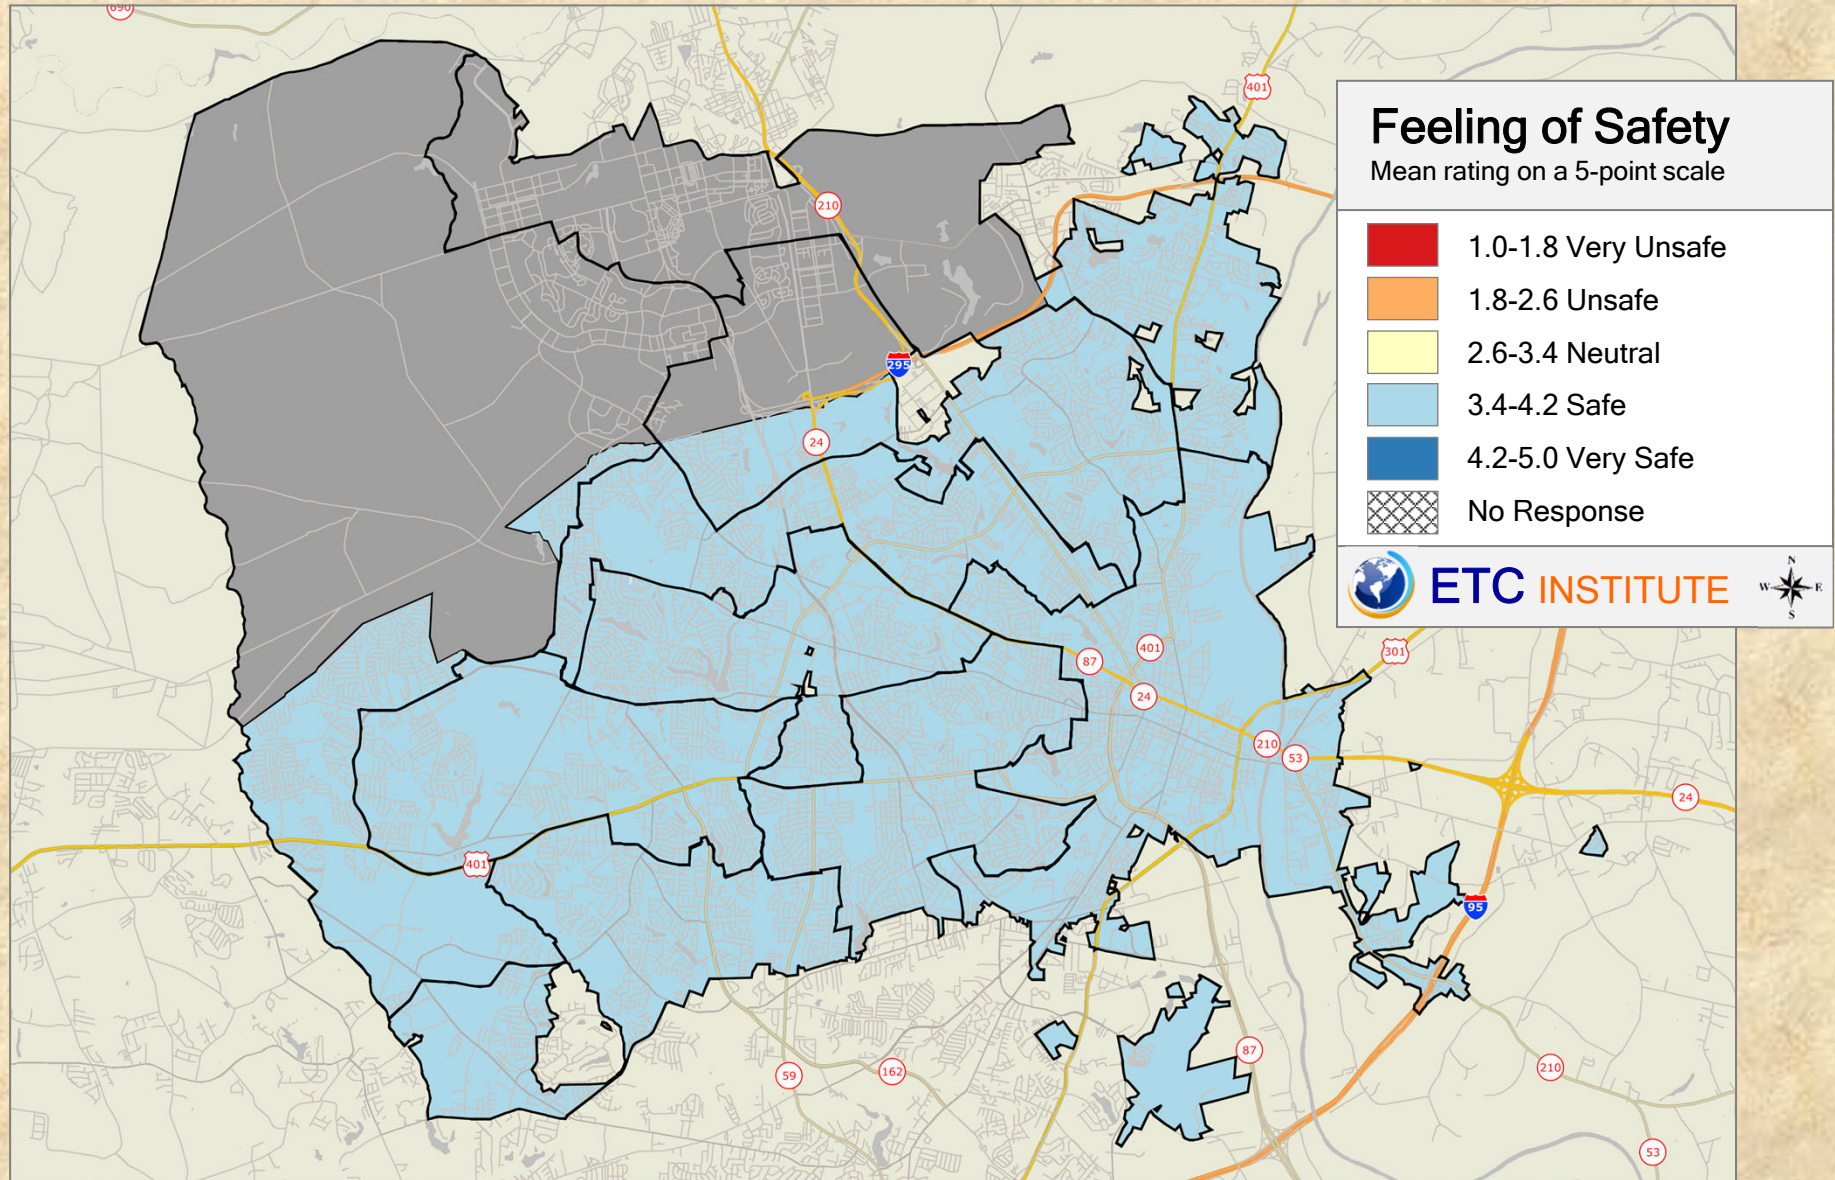 690
401
Feeling of Safety
Mean rating on a 5-point scale
210
1.0-1.8 Very Unsafe
1.8-2.6 Unsafe
2.6-3.4 Neutral
295
3.4-4.2 Safe
24
4.2-5.0 Very Safe
No Response
ETC INSTITUTE
N
W
E
S
401
301
87
24
210
53
24
401
95
87
210
59
162
53